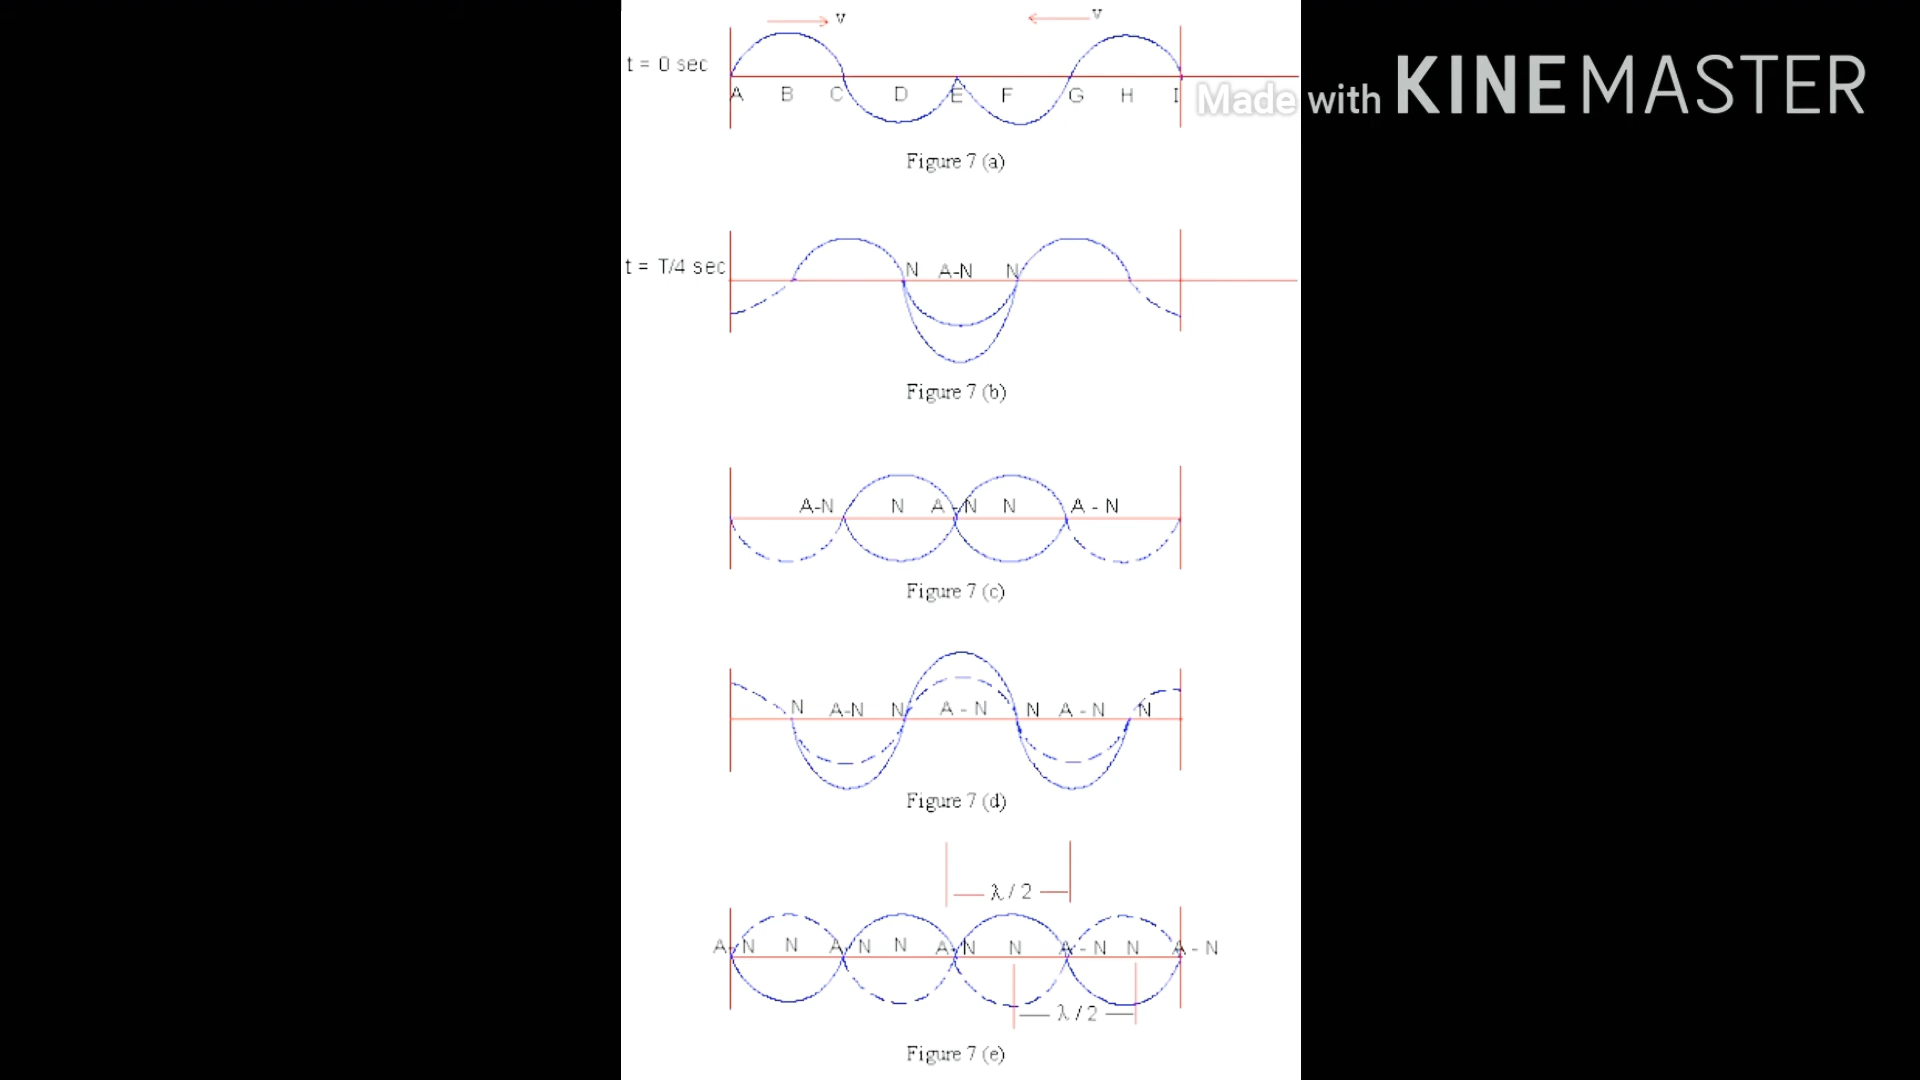 v v
t = 0 sec
A B C D E F G H I
Made with KINEMASTER
Figure 7 (a)
t = T/4 sec
N A-N N
Figure 7 (b)
A-N N A-N N A - N
Figure 7 (c)
N A-N N A - N N A - N N
Figure 7 (d)
λ / 2
A-N N A-N N A-N N A - N N A - N
λ / 2
Figure 7 (e)